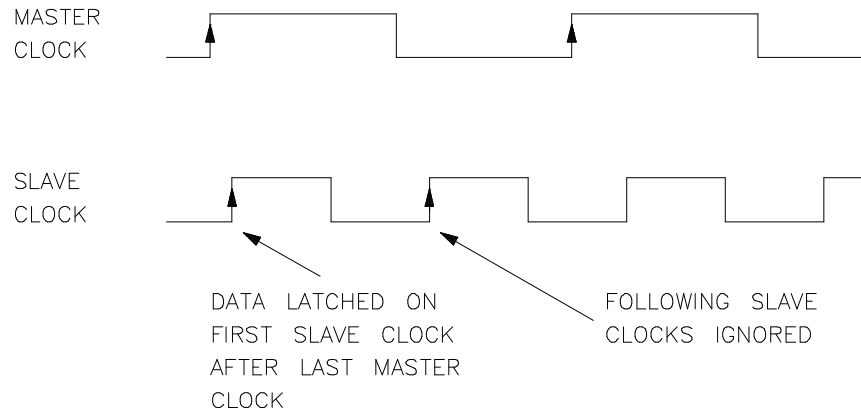 MASTER
CLOCK
SLAVE
CLOCK
DATA LATCHED ON
FIRST SLAVE CLOCK
AFTER LAST MASTER
CLOCK
FOLLOWING SLAVE
CLOCKS IGNORED